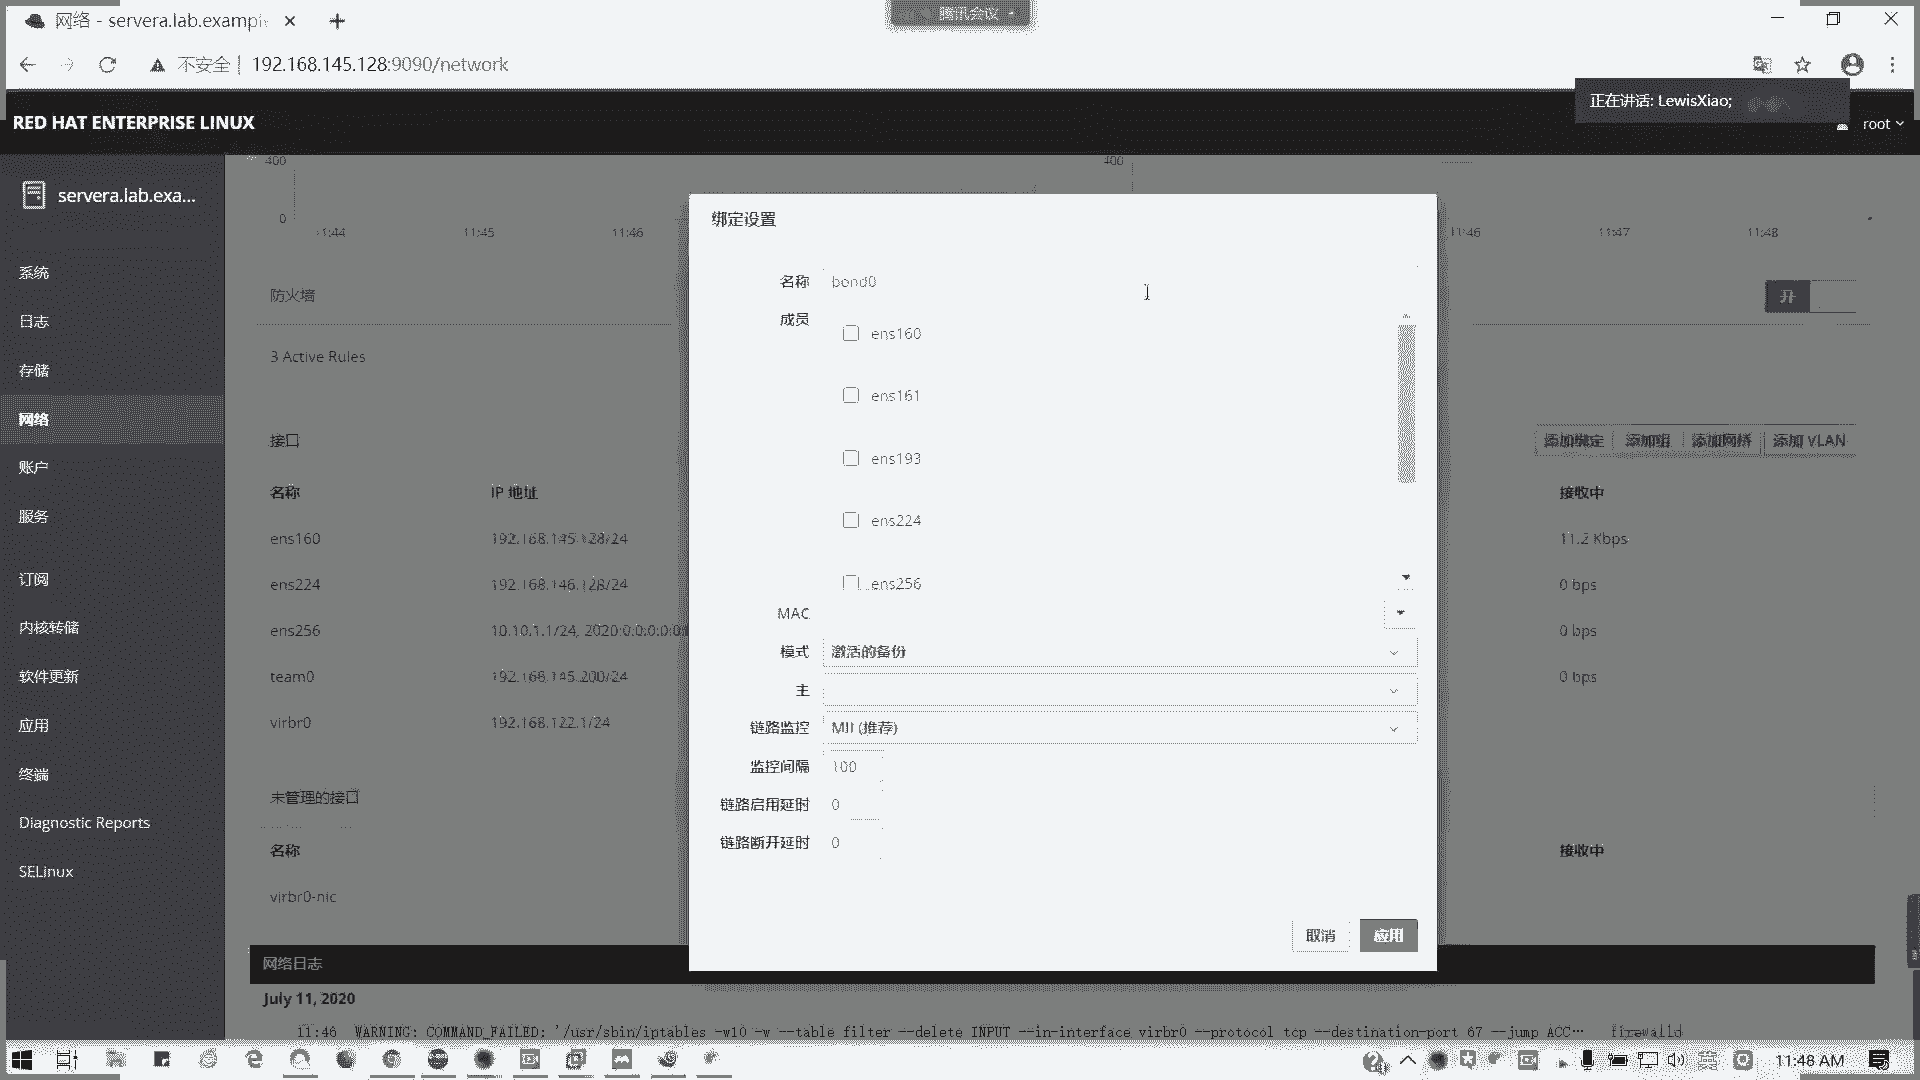 网络 - servera.lab.example
腾讯会议
不安全 | 192.168.145.128:9090/network
正在讲话: LewisXiao;
RED HAT ENTERPRISE LINUX
root
servera.lab.exa...
系统
日志
存储
网络
账户
服务
订阅
内核转储
软件更新
应用
终端
Diagnostic Reports
SELinux
400
400
0
11:44
11:45
11:46
11:46
11:47
11:48
防火墙
开
3 Active Rules
接口
添加绑定
添加组
添加网桥
添加 VLAN
名称
IP 地址
接收中
ens160
192.168.145.128/24
11.2 Kbps
ens224
192.168.146.128/24
0 bps
ens256
10.10.1.1/24, 2020:0:0:0:0:0
0 bps
team0
192.168.145.200/24
0 bps
virbr0
192.168.122.1/24
未管理的接口
名称
接收中
virbr0-nic
绑定设置
名称
bond0
成员
ens160
ens161
ens193
ens224
ens256
MAC
模式
激活的备份
主
链路监控
MII (推荐)
监控间隔
100
链路启用延时
0
链路断开延时
0
取消
应用
网络日志
July 11, 2020
11:46 WARNING: COMMAND_FAILED: '/usr/sbin/iptables -w10 -w --table filter --delete INPUT --in-interface virbr0 --protocol tcp --destination-port 67 --jump ACC… firewalld
英
11:48 AM